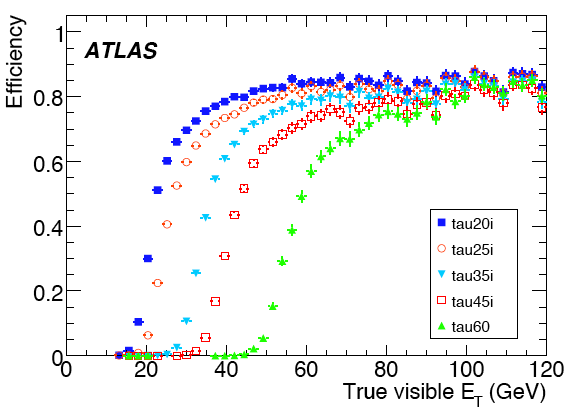 Efficiency
ATLAS
1
0.8
0.6
0.4
0.2
0
tau20i
tau25i
tau35i
tau45i
tau60
0 20 40 60 80 100 120
True visible E_T (GeV)